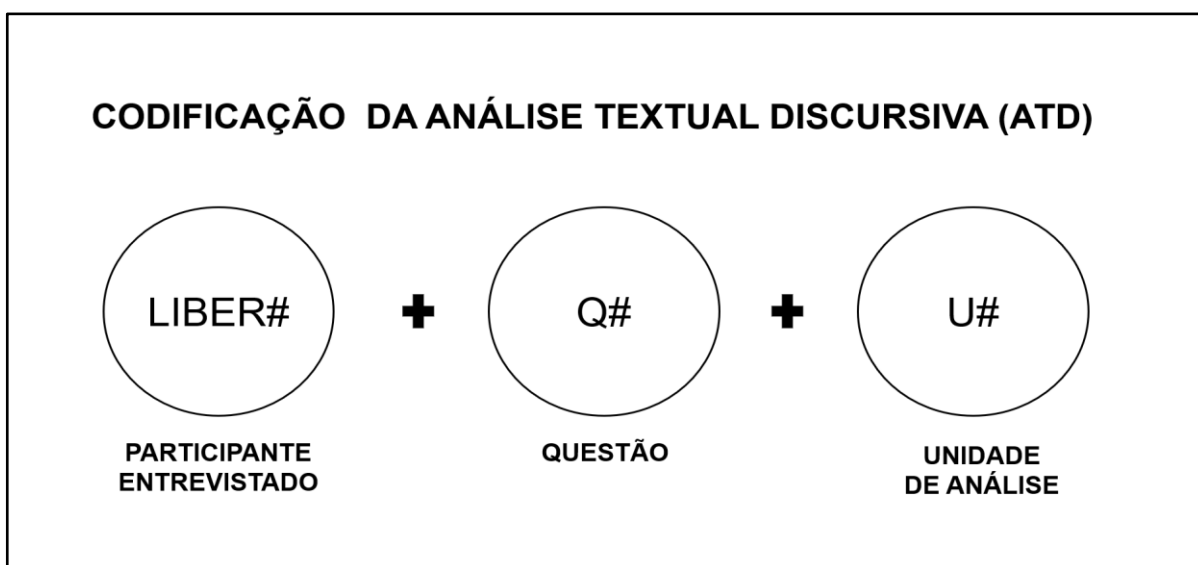 CODIFICAÇÃO DA ANÁLISE TEXTUAL DISCURSIVA (ATD)
LIBER# + Q# + U#
PARTICIPANTE
ENTREVISTADO
QUESTÃO
UNIDADE
DE ANÁLISE